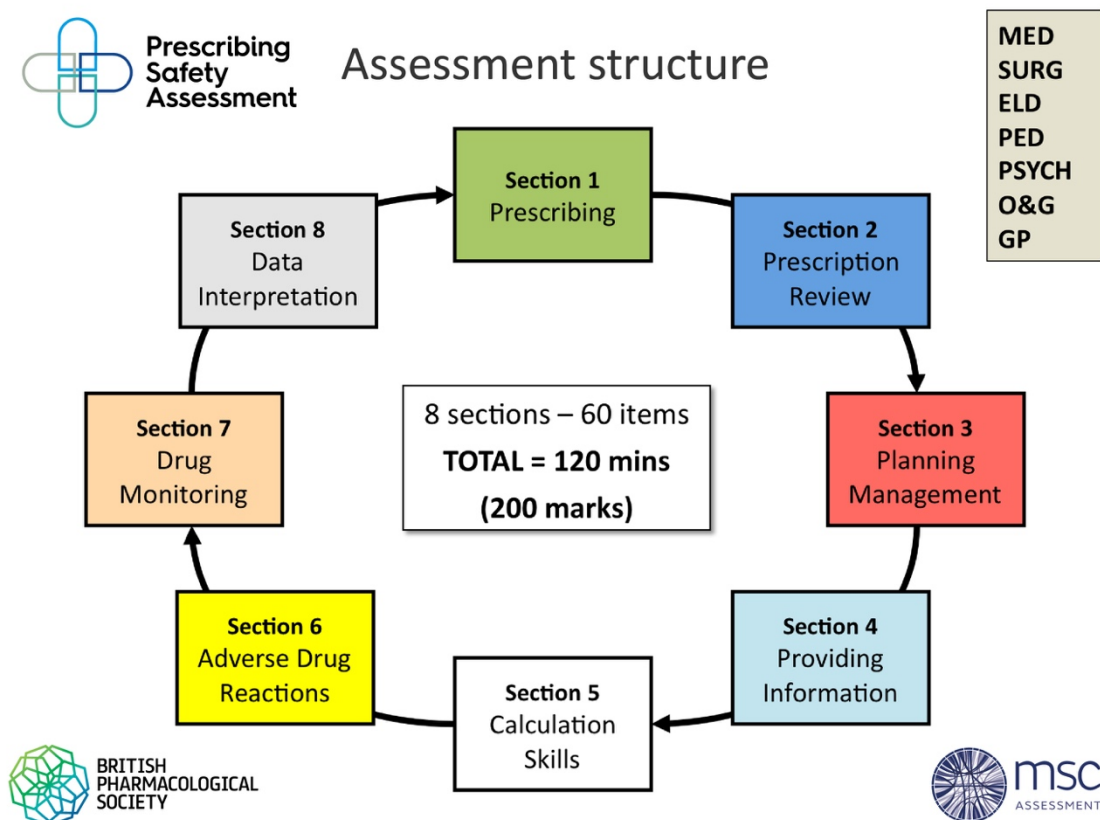 Prescribing
Safety
Assessment
Assessment structure
MED
SURG
ELD
PED
PSYCH
O&G
GP
Section 1
Prescribing
Section 2
Prescription
Review
Section 3
Planning
Management
Section 4
Providing
Information
Section 5
Calculation
Skills
Section 6
Adverse Drug
Reactions
Section 7
Drug
Monitoring
Section 8
Data
Interpretation
8 sections – 60 items
TOTAL = 120 mins
(200 marks)
BRITISH
PHARMACOLOGICAL
SOCIETY
msc
ASSESSMENT